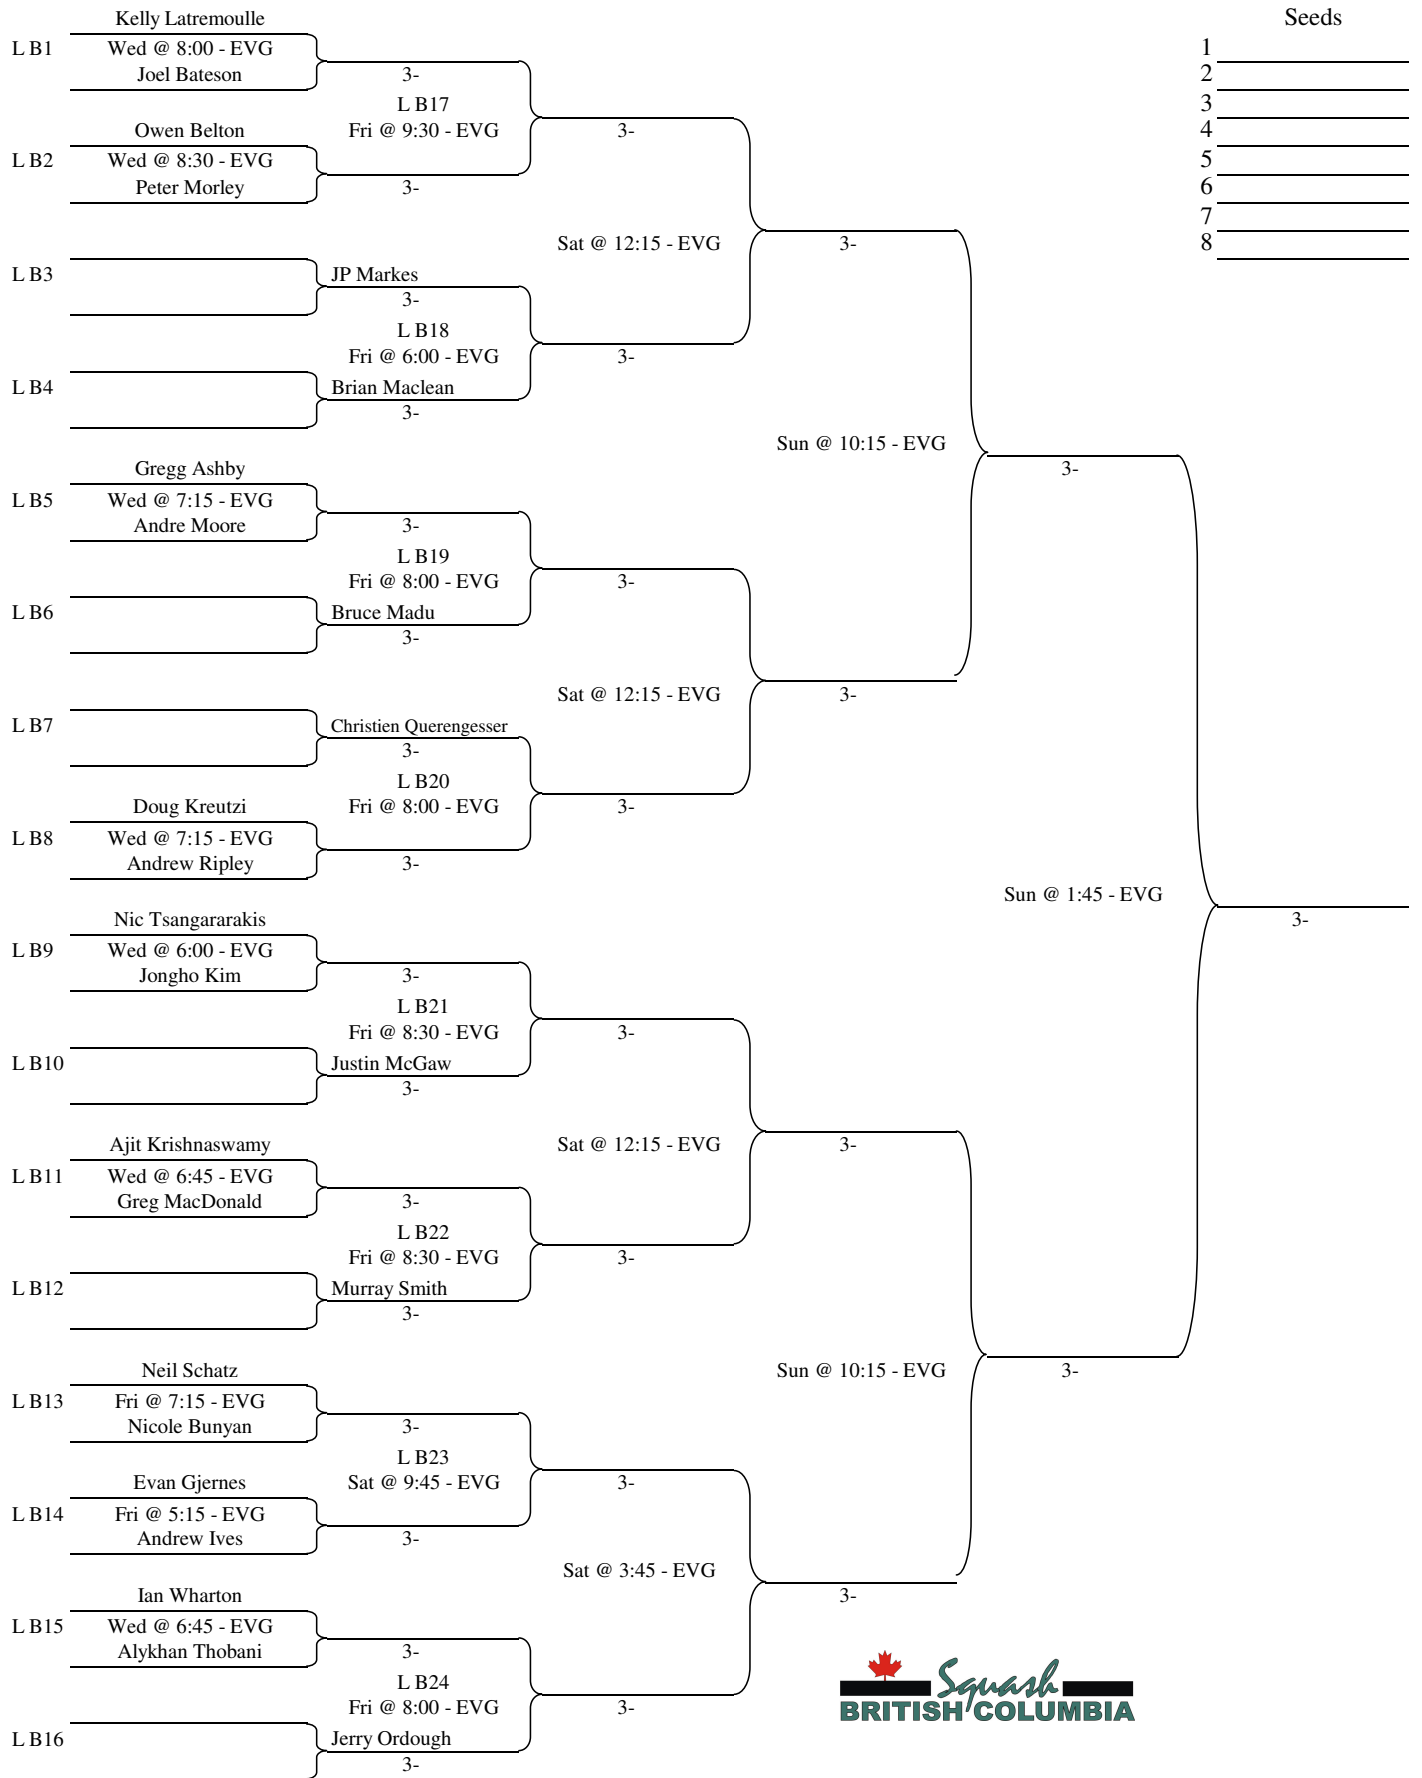 Kelly Latremoulle
Seeds
L B1
Wed @ 8:00 - EVG
Joel Bateson
3-
1
2
3
4
5
6
7
8
L B17
Fri @ 9:30 - EVG
3-
Owen Belton
L B2
Wed @ 8:30 - EVG
Peter Morley
3-
Sat @ 12:15 - EVG
3-
L B3
JP Markes
3-
L B18
Fri @ 6:00 - EVG
3-
L B4
Brian Maclean
3-
Sun @ 10:15 - EVG
3-
Gregg Ashby
L B5
Wed @ 7:15 - EVG
Andre Moore
3-
L B19
Fri @ 8:00 - EVG
3-
L B6
Bruce Madu
3-
Sat @ 12:15 - EVG
3-
L B7
Christien Querengesser
3-
L B20
Fri @ 8:00 - EVG
3-
Doug Kreutzi
L B8
Wed @ 7:15 - EVG
Andrew Ripley
3-
Sun @ 1:45 - EVG
3-
Nic Tsangararakis
L B9
Wed @ 6:00 - EVG
Jongho Kim
3-
L B21
Fri @ 8:30 - EVG
3-
L B10
Justin McGaw
3-
Sat @ 12:15 - EVG
3-
Ajit Krishnaswamy
L B11
Wed @ 6:45 - EVG
Greg MacDonald
3-
L B22
Fri @ 8:30 - EVG
3-
L B12
Murray Smith
3-
Sun @ 10:15 - EVG
3-
Neil Schatz
L B13
Fri @ 7:15 - EVG
Nicole Bunyan
3-
L B23
Sat @ 9:45 - EVG
3-
Evan Gjernes
L B14
Fri @ 5:15 - EVG
Andrew Ives
3-
Sat @ 3:45 - EVG
3-
Ian Wharton
L B15
Wed @ 6:45 - EVG
Alykhan Thobani
3-
L B24
Fri @ 8:00 - EVG
3-
L B16
Jerry Ordough
3-
Squash
BRITISH COLUMBIA